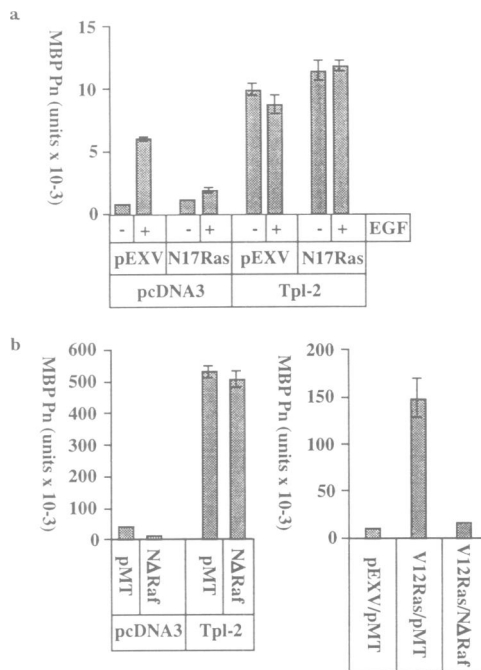 a
MBP Pn (units x 10-3)
15
10
5
0
- + - + - + - + EGF
pEXV N17Ras pEXV N17Ras
pcDNA3 Tpl-2
b
MBP Pn (units x 10-3)
600
500
400
300
200
100
0
pMT NΔRaf pMT NΔRaf
pcDNA3 Tpl-2
MBP Pn (units x 10-3)
200
150
100
50
0
pEXV/pMT V12Ras/pMT V12Ras/NΔRaf